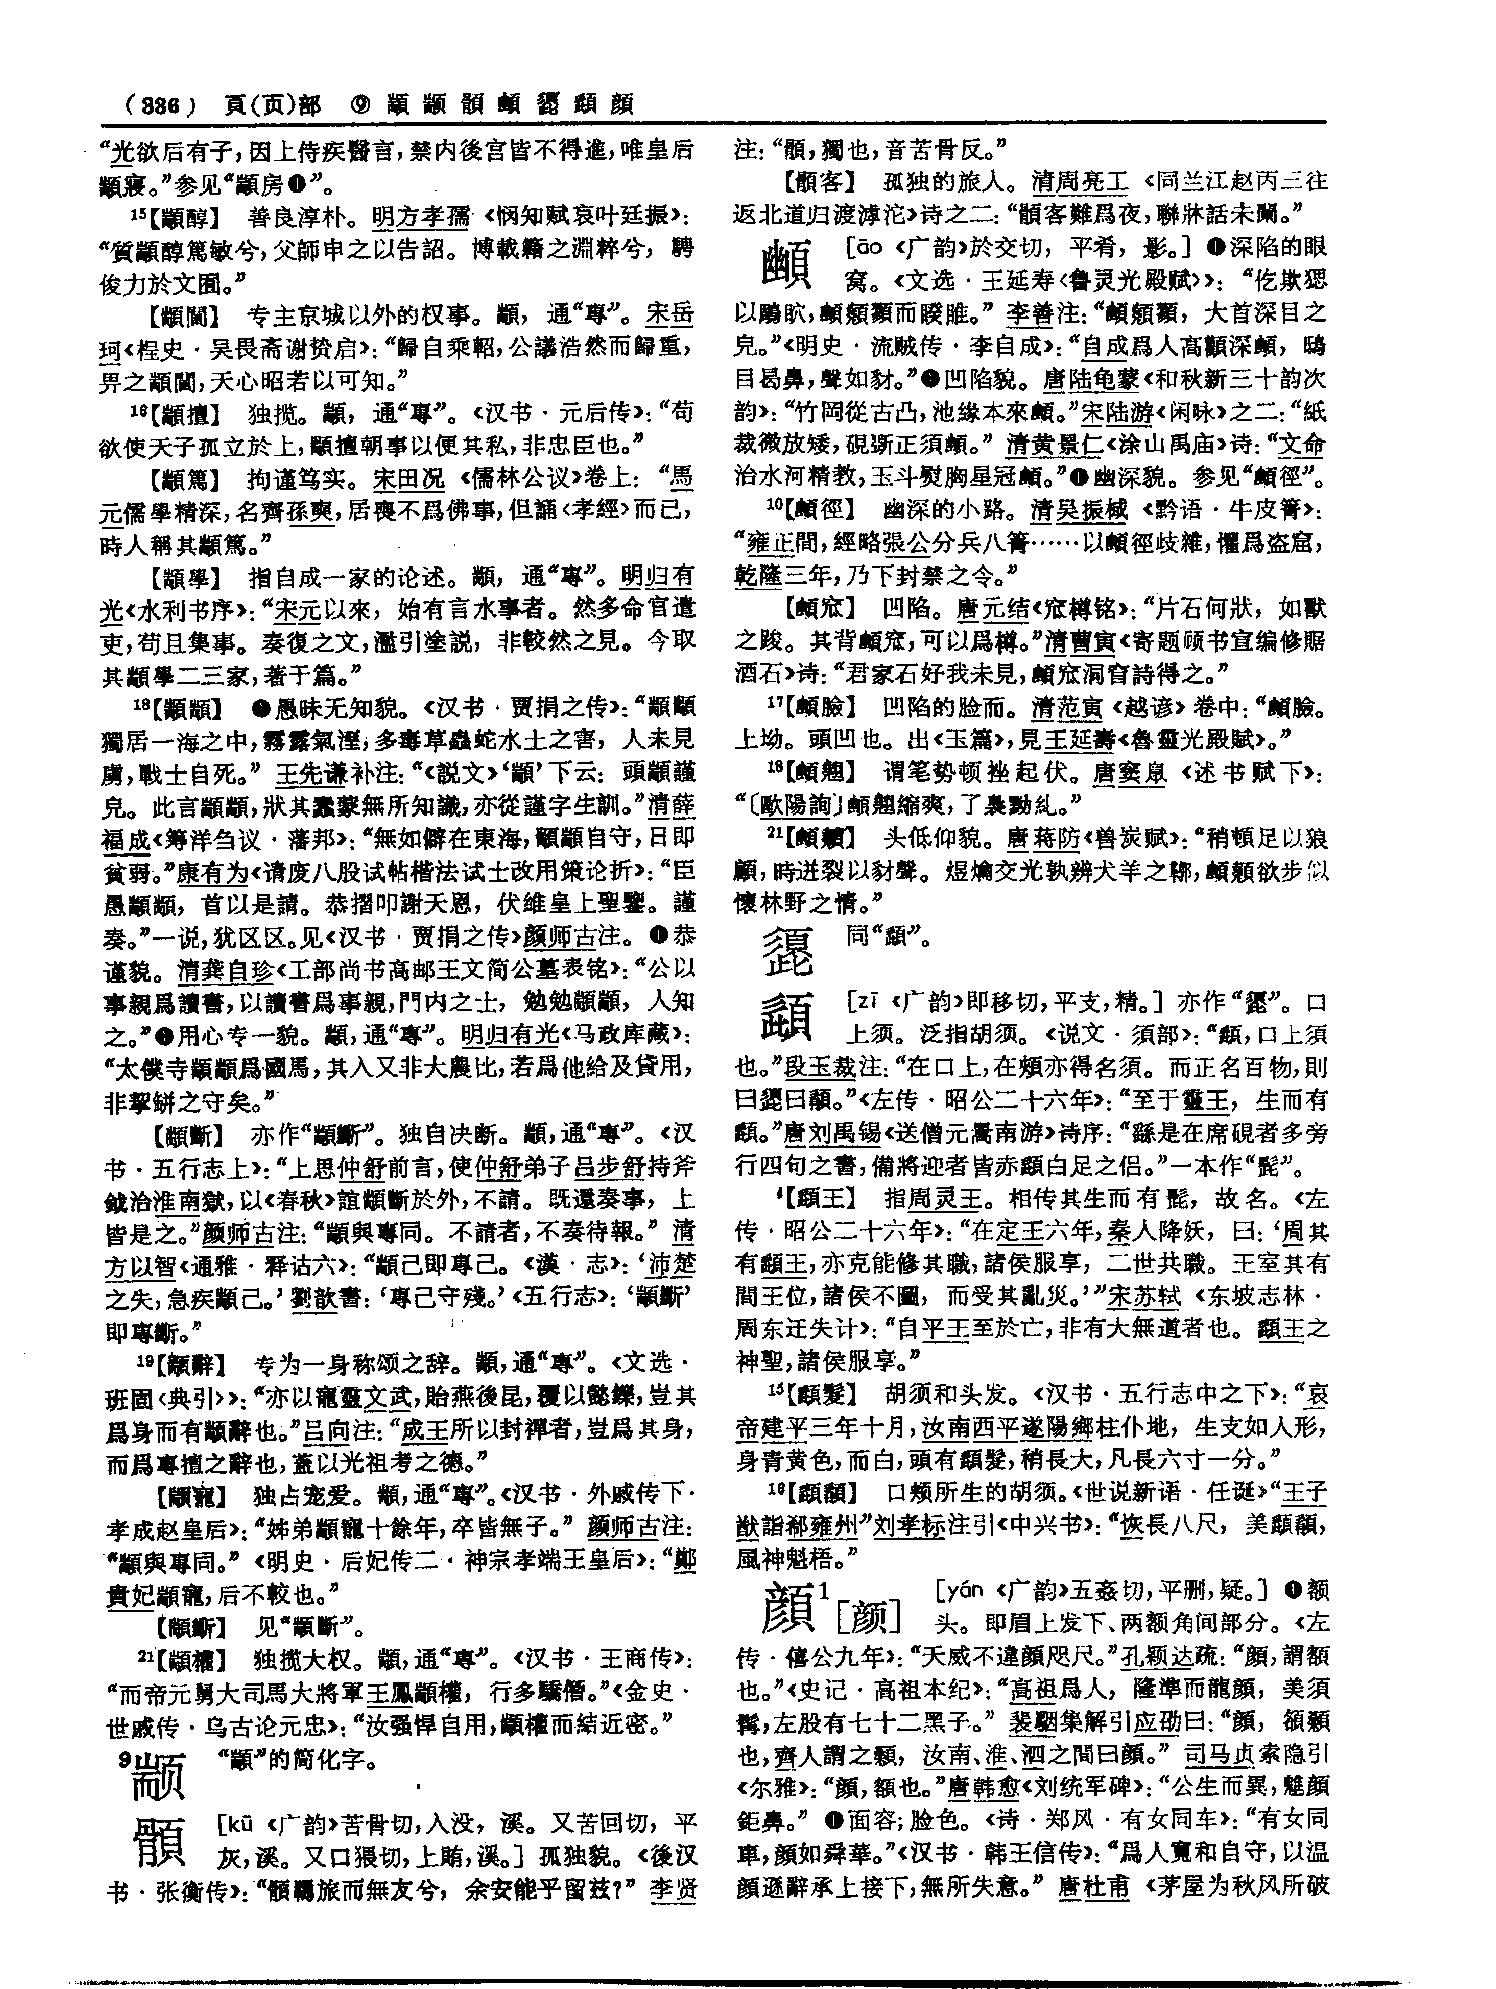 (336) 頁(页)部 ⑨ 顓 颛 顝 䫜 䫇 頾 顔
“光欲后有子，因上侍疾醫言，禁内後宫皆不得進，唯皇后
顓寢。”参见“顓房❶”。
15【顓醇】 善良淳朴。明方孝孺《悯知赋哀叶廷振》：
“質顓醇篤敏兮，父師申之以告詔。博載籍之淵粹兮，騁
俊力於文囿。”
【顓閫】 专主京城以外的权事。顓，通“專”。宋岳
珂《桯史·吴畏斋谢贽启》：“歸自乘軺，公議浩然而歸重，
畀之顓閫，天心昭若以可知。”
16【顓擅】 独揽。顓，通“專”。《汉书·元后传》：“苟
欲使天子孤立於上，顓擅朝事以便其私，非忠臣也。”
【顓篤】 拘谨笃实。宋田况《儒林公议》卷上：“馬
元儒學精深，名齊孫奭，居喪不爲佛事，但誦《孝經》而已，
時人稱其顓篤。”
【顓學】 指自成一家的论述。顓，通“專”。明归有
光《水利书序》：“宋元以來，始有言水事者。然多命官遣
吏，苟且集事。奏復之文，濫引塗説，非較然之見。今取
其顓學二三家，著于篇。”
18【顓顓】 ❶愚昧无知貌。《汉书·贾捐之传》：“顓顓
獨居一海之中，霧露氣溼，多毒草蟲蛇水土之害，人未見
虜，戰士自死。”王先谦补注：“《説文》‘顓’下云：頭顓謹
皃。此言顓顓，狀其蠢蒙無所知識，亦從謹字生訓。”清薛
福成《筹洋刍议·藩邦》：“無如僻在東海，顓顓自守，日即
貧弱。”康有为《请废八股试帖楷法试士改用策论折》：“臣
愚顓顓，首以是請。恭摺叩謝天恩，伏維皇上聖鑒。謹
奏。”一说，犹区区。见《汉书·贾捐之传》颜师古注。❷恭
谨貌。清龚自珍《工部尚书高邮王文简公墓表铭》：“公以
事親爲讀書，以讀書爲事親，門内之士，勉勉顓顓，人知
之。”❸用心专一貌。顓，通“專”。明归有光《马政库藏》：
“太僕寺顓顓爲國馬，其入又非大農比，若爲他給及貸用，
非挈缾之守矣。”
【顓斷】 亦作“顓㫁”。独自决断。顓，通“專”。《汉
书·五行志上》：“上思仲舒前言，使仲舒弟子吕步舒持斧
鉞治淮南獄，以《春秋》誼顓斷於外，不請。既還奏事，上
皆是之。”颜师古注：“顓與專同。不請者，不奏待報。”清
方以智《通雅·释诂六》：“顓己即專己。《漢·志》：‘沛楚
之失，急疾顓己。’劉歆書：‘專己守殘。’《五行志》：‘顓斷’
即專斷。”
19【顓辭】 专为一身称颂之辞。顓，通“專”。《文选·
班固〈典引〉》：“亦以寵靈文武，貽燕後昆，覆以懿鑠，豈其
爲身而有顓辭也。”吕向注：“成王所以封禪者，豈爲其身，
而爲專擅之辭也，蓋以光祖考之德。”
【顓寵】 独占宠爱。顓，通“專”。《汉书·外戚传下·
孝成赵皇后》：“姊弟顓寵十餘年，卒皆無子。”颜师古注：
“顓與專同。”《明史·后妃传二·神宗孝端王皇后》：“鄭
貴妃顓寵，后不較也。”
【顓㫁】 见“顓斷”。
21【顓權】 独揽大权。顓，通“專”。《汉书·王商传》：
“而帝元舅大司馬大將軍王鳳顓權，行多驕僭。”《金史·
世戚传·乌古论元忠》：“汝强悍自用，顓權而結近密。”
9颛 “顓”的简化字。
顝 [kū 《广韵》苦骨切，入没，溪。又苦回切，平
灰，溪。又口猥切，上賄，溪。] 孤独貌。《後汉
书·张衡传》：“顝羈旅而無友兮，余安能乎留兹？”李贤
注：“顝，獨也，音苦骨反。”
【顝客】 孤独的旅人。清周亮工《同兰江赵丙三往
返北道归渡滹沱》诗之二：“顝客難爲夜，聯牀話未闌。”
䫜 [āo 《广韵》於交切，平肴，影。] ❶深陷的眼
窝。《文选·王延寿〈鲁灵光殿赋〉》：“仡欺䰄
以鵰䀪，䫜顤顟而睽睢。”李善注：“䫜顤顟，大首深目之
皃。”《明史·流贼传·李自成》：“自成爲人高顴深䫜，鴟
目曷鼻，聲如豺。”❷凹陷貌。唐陆龟蒙《和秋新三十韵次
韵》：“竹岡從古凸，池緣本來䫜。”宋陆游《闲咏》之二：“紙
裁微放矮，硯斲正須䫜。”清黄景仁《涂山禹庙》诗：“文命
治水河精教，玉斗熨胸星冠䫜。”❸幽深貌。参见“䫜徑”。
10【䫜徑】 幽深的小路。清吴振棫《黔语·牛皮箐》：
“雍正間，經略張公分兵八箐……以䫜徑歧雜，懼爲盗窟，
乾隆三年，乃下封禁之令。”
【䫜窊】 凹陷。唐元结《窊樽铭》：“片石何狀，如獸
之踆。其背䫜窊，可以爲樽。”清曹寅《寄题顾书宣编修赆
酒石》诗：“君家石好我未見，䫜窊洞窅詩得之。”
17【䫜臉】 凹陷的脸面。清范寅《越谚》卷中：“䫜臉。
上坳。頭凹也。出《玉篇》，見王延壽《魯靈光殿賦》。”
18【䫜翹】 谓笔势顿挫起伏。唐窦臮《述书赋下》：
“〔歐陽詢〕䫜翹縮爽，了裊黝糺。”
21【䫜顤】 头低仰貌。唐蒋防《兽炭赋》：“稍頓足以狼
顧，時迸裂以豺聲。煜爚交光孰辨犬羊之鞹，䫜顤欲步似
懷林野之情。”
䫇 同“頾”。
頾 [zī 《广韵》即移切，平支，精。] 亦作“䫇”。口
上须。泛指胡须。《说文·須部》：“頾，口上須
也。”段玉裁注：“在口上，在頰亦得名須。而正名百物，則
曰頾曰𩑺。”《左传·昭公二十六年》：“至于靈王，生而有
頾。”唐刘禹锡《送僧元暠南游》诗序：“繇是在席硯者多旁
行四句之書，備將迎者皆赤頾白足之侣。”一本作“髭”。
4【頾王】 指周灵王。相传其生而有髭，故名。《左
传·昭公二十六年》：“在定王六年，秦人降妖，曰：‘周其
有頾王，亦克能修其職，諸侯服享，二世共職。王室其有
間王位，諸侯不圖，而受其亂災。’”宋苏轼《东坡志林·
周东迁失计》：“自平王至於亡，非有大無道者也。頾王之
神聖，諸侯服享。”
15【頾髮】 胡须和头发。《汉书·五行志中之下》：“哀
帝建平三年十月，汝南西平遂陽鄉柱仆地，生支如人形，
身青黄色，面白，頭有頾髮，稍長大，凡長六寸一分。”
18【頾䫇】 口颊所生的胡须。《世说新语·任诞》“王子
猷詣郗雍州”刘孝标注引《中兴书》：“恢長八尺，美頾䫇，
風神魁梧。”
顔1[颜] [yán 《广韵》五姦切，平删，疑。] ❶额
头。即眉上发下、两额角间部分。《左
传·僖公九年》：“天威不違顔咫尺。”孔颖达疏：“顔，謂額
也。”《史记·高祖本纪》：“高祖爲人，隆準而龍顔，美須
髯，左股有七十二黑子。”裴駰集解引应劭曰：“顔，頟顙
也，齊人謂之顙，汝南、淮、泗之間曰顔。”司马贞索隐引
《尔雅》：“顔，額也。”唐韩愈《刘统军碑》：“公生而異，魋顔
鉅鼻。”❷面容；脸色。《诗·郑风·有女同车》：“有女同
車，顔如舜華。”《汉书·韩王信传》：“爲人寬和自守，以温
顔遜辭承上接下，無所失意。”唐杜甫《茅屋为秋风所破